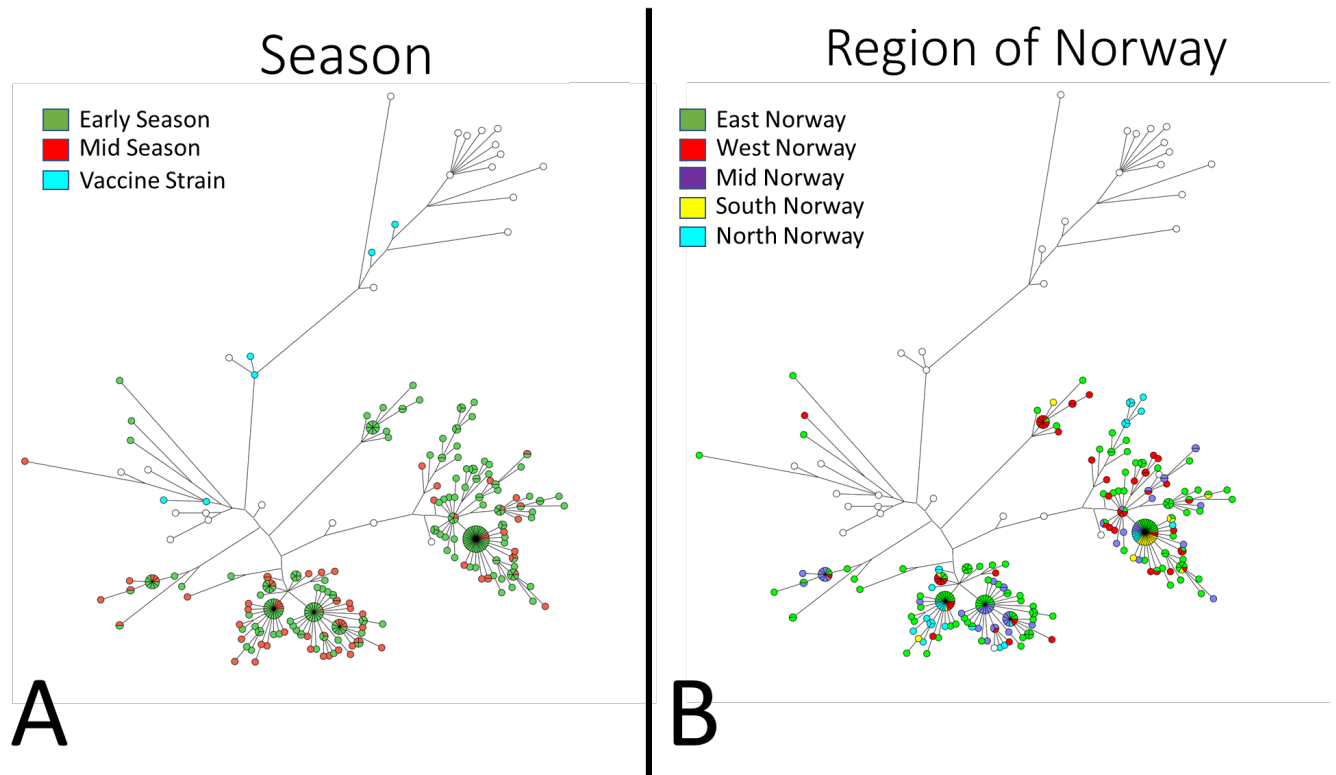 Season
Early Season
Mid Season
Vaccine Strain
A
Region of Norway
East Norway
West Norway
Mid Norway
South Norway
North Norway
B